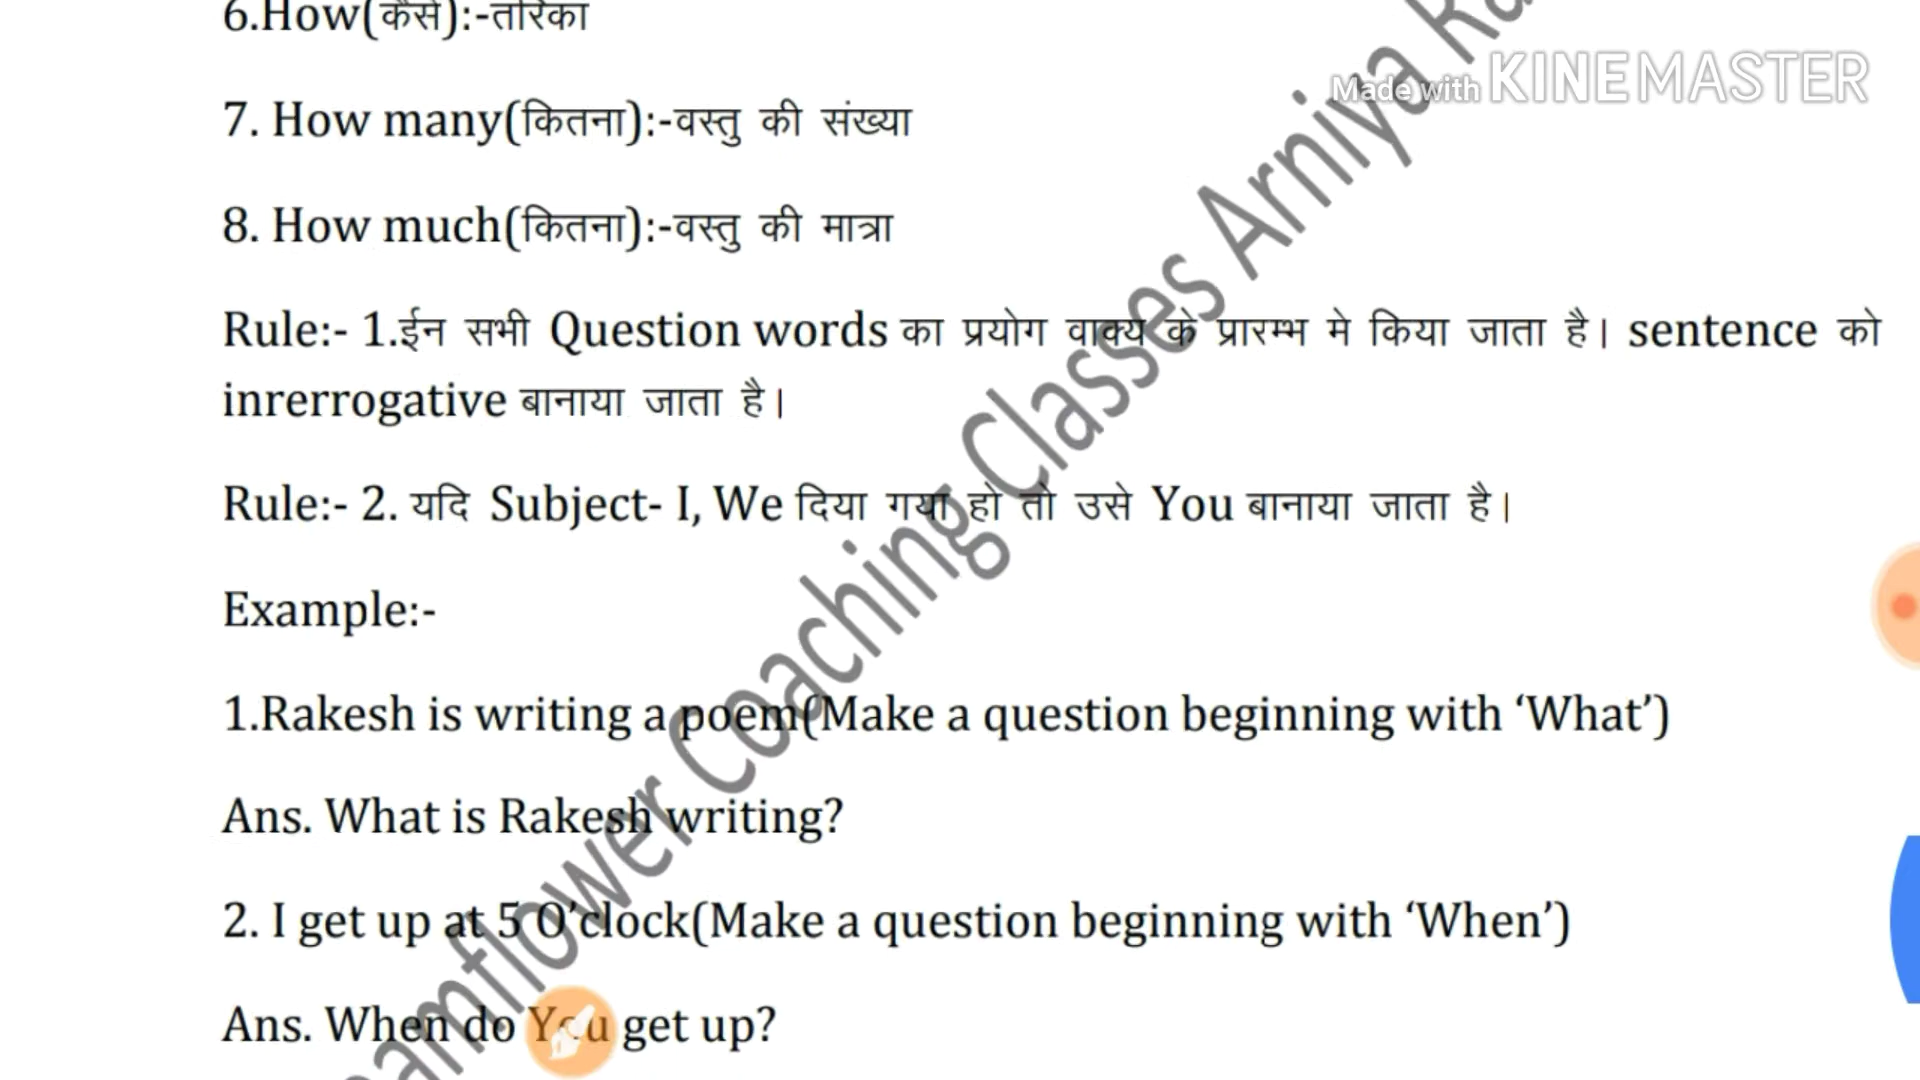 6.How(कैसे):-तरिका
Made with KINEMASTER
7. How many(कितना):-वस्तु की संख्या
8. How much(कितना):-वस्तु की मात्रा
Rule:- 1.ईन सभी Question words का प्रयोग वाक्य के प्रारम्भ मे किया जाता है। sentence को
inrerrogative बानाया जाता है।
Rule:- 2. यदि Subject- I, We दिया गया हो तो उसे You बानाया जाता है।
Example:-
1.Rakesh is writing a poem(Make a question beginning with ‘What’)
Ans. What is Rakesh writing?
2. I get up at 5 O’clock(Make a question beginning with ‘When’)
Ans. When do You get up?
Coaching Classes Arniya